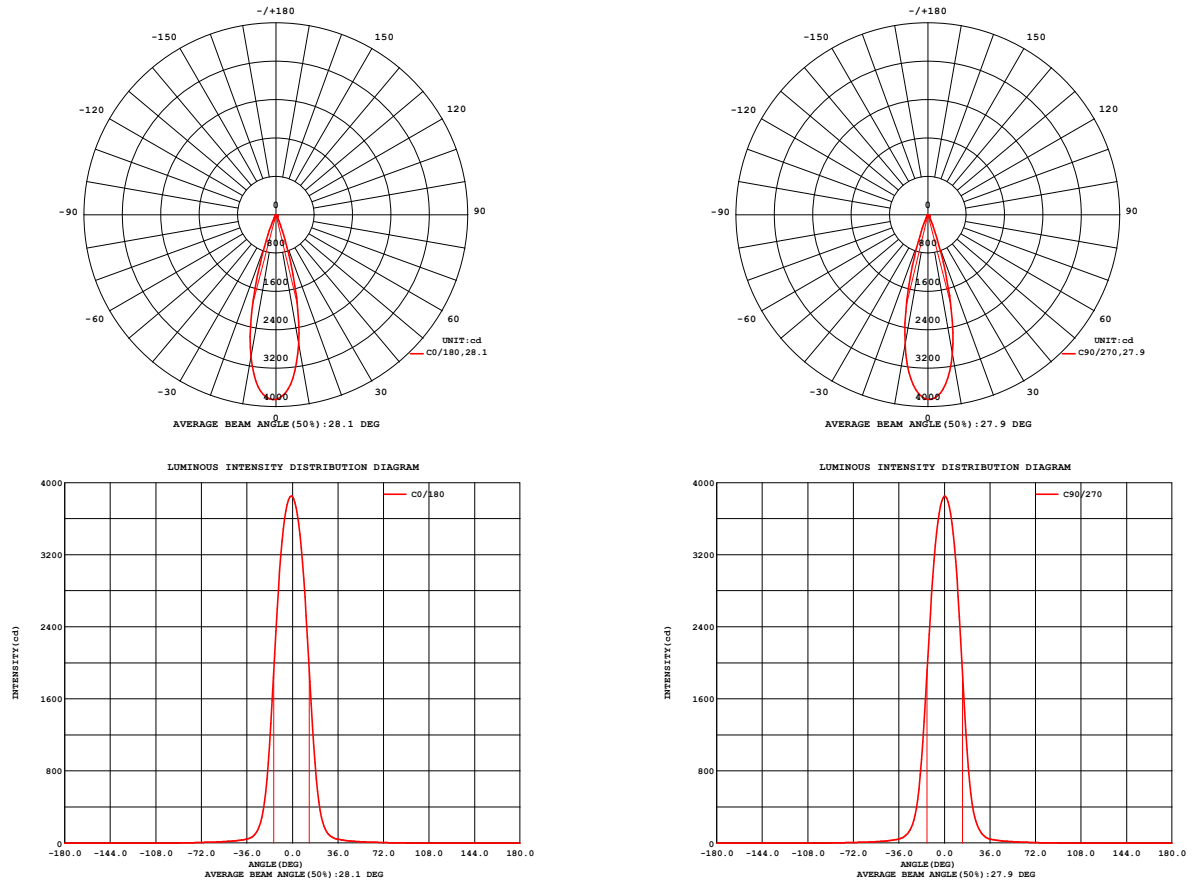 -/+180
-150 150
-120 120
-90 90
-60 60
-30 30
0
0
800
1600
2400
3200
4000
UNIT:cd
C0/180,28.1
AVERAGE BEAM ANGLE(50%):28.1 DEG
-/+180
-150 150
-120 120
-90 90
-60 60
-30 30
0
0
800
1600
2400
3200
4000
UNIT:cd
C90/270,27.9
AVERAGE BEAM ANGLE(50%):27.9 DEG
LUMINOUS INTENSITY DISTRIBUTION DIAGRAM
C0/180
INTENSITY(cd)
4000
3200
2400
1600
800
0
-180.0 -144.0 -108.0 -72.0 -36.0 0.0 36.0 72.0 108.0 144.0 180.0
ANGLE(DEG)
AVERAGE BEAM ANGLE(50%):28.1 DEG
LUMINOUS INTENSITY DISTRIBUTION DIAGRAM
C90/270
INTENSITY(cd)
4000
3200
2400
1600
800
0
-180.0 -144.0 -108.0 -72.0 -36.0 0.0 36.0 72.0 108.0 144.0 180.0
ANGLE(DEG)
AVERAGE BEAM ANGLE(50%):27.9 DEG